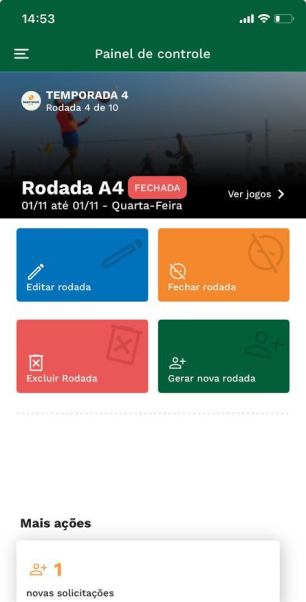 14:53
Painel de controle
TEMPORADA 4
Rodada 4 de 10
Rodada A4 FECHADA
01/11 até 01/11 - Quarta-Feira
Ver jogos
Editar rodada
Fechar rodada
Excluir Rodada
Gerar nova rodada
Mais ações
1
novas solicitações